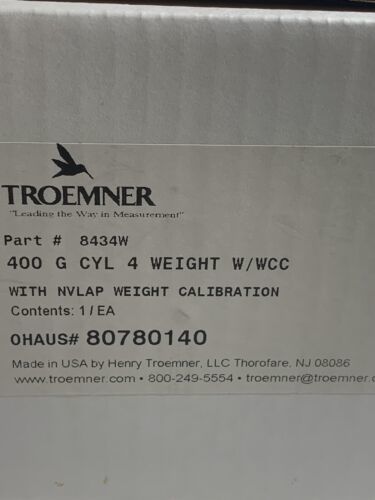 TROEMNER
"Leading the Way in Measurement"
Part # 8434W
400 G CYL 4 WEIGHT W/WCC
WITH NVLAP WEIGHT CALIBRATION
Contents: 1 / EA
OHAUS# 80780140
Made in USA by Henry Troemner, LLC Thorofare, NJ 08086
www.troemner.com • 800-249-5554 • troemner@troemner.c